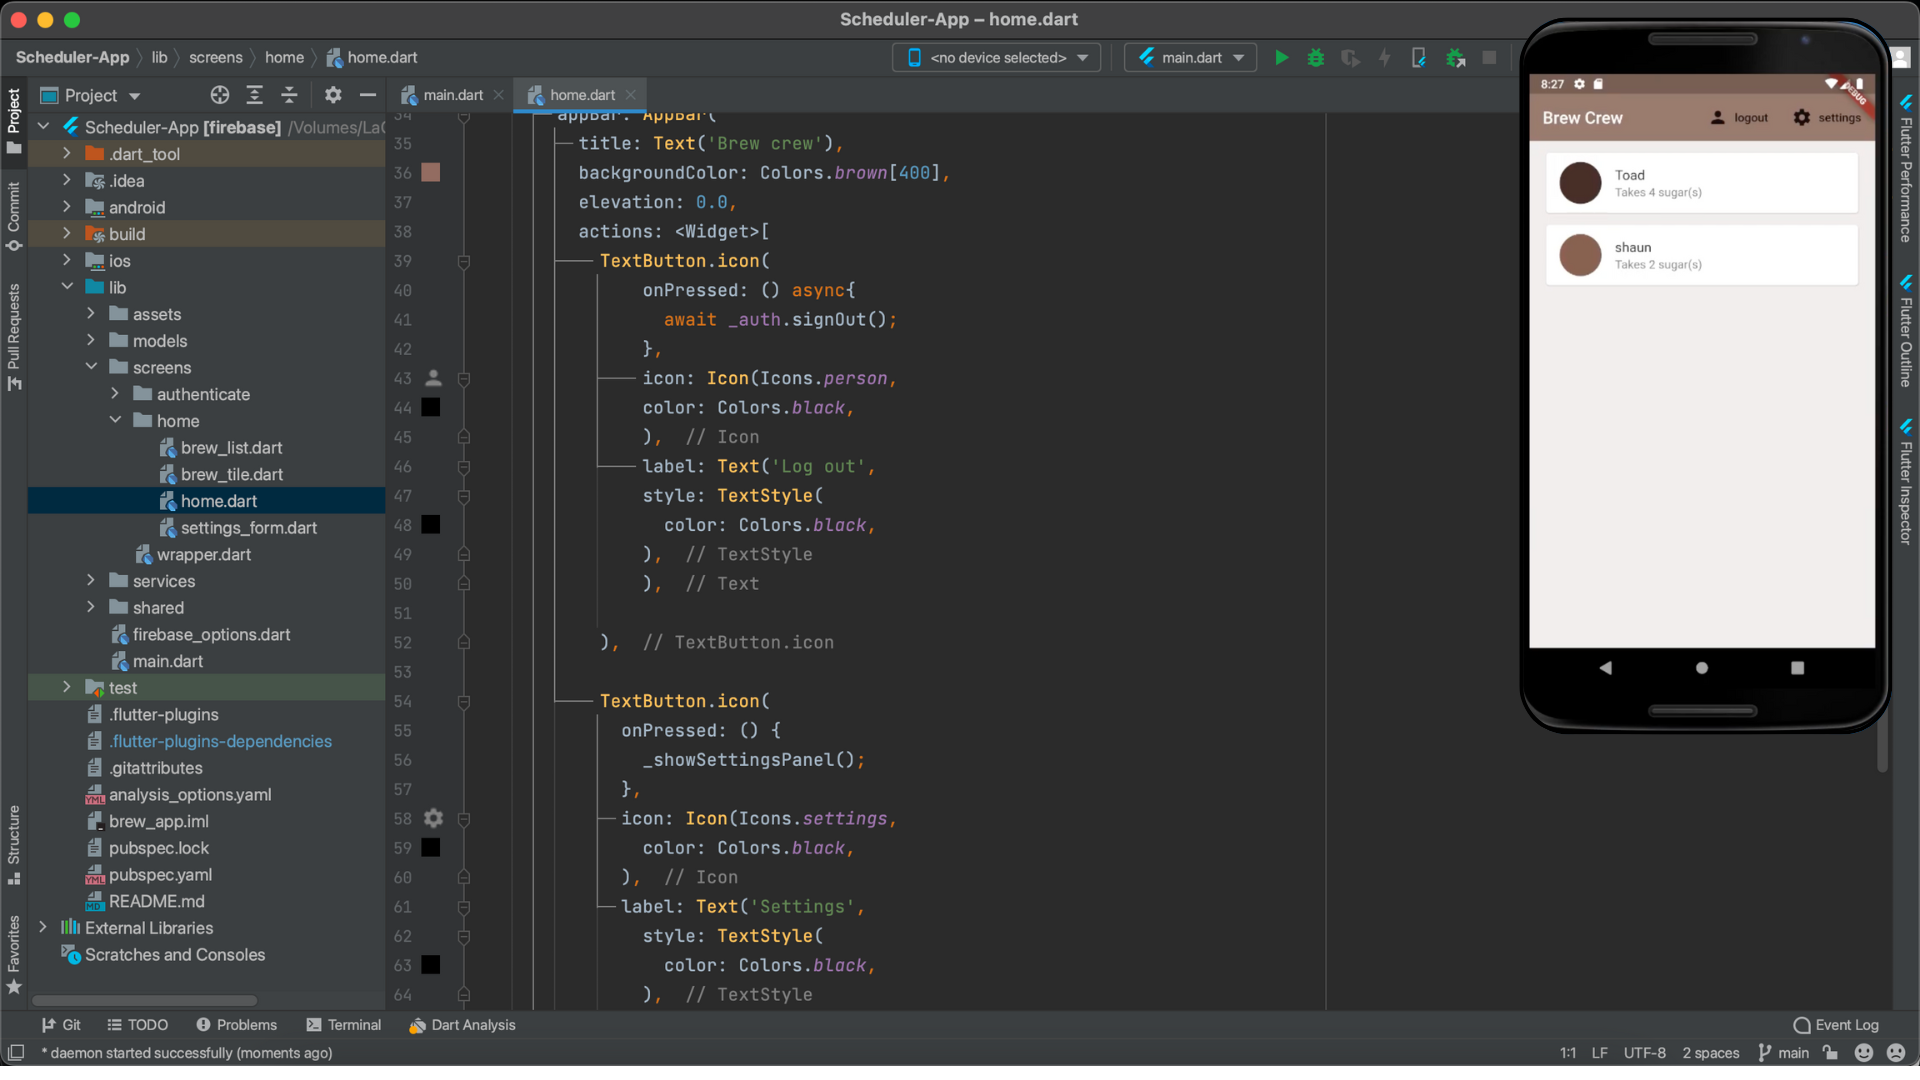 Scheduler-App – home.dart
Scheduler-App lib screens home home.dart
<no device selected> main.dart
Project
main.dart home.dart
Scheduler-App [firebase] /Volumes/LaC
.dart_tool
.idea
android
build
ios
lib
assets
models
screens
authenticate
home
brew_list.dart
brew_tile.dart
home.dart
settings_form.dart
wrapper.dart
services
shared
firebase_options.dart
main.dart
test
.flutter-plugins
.flutter-plugins-dependencies
.gitattributes
analysis_options.yaml
brew_app.iml
pubspec.lock
pubspec.yaml
README.md
External Libraries
Scratches and Consoles
Project
Commit
Pull Requests
Structure
Favorites
34 appBar: AppBar(
35 title: Text('Brew crew'),
36 backgroundColor: Colors.brown[400],
37 elevation: 0.0,
38 actions: <Widget>[
39 TextButton.icon(
40 onPressed: () async{
41 await _auth.signOut();
42 },
43 icon: Icon(Icons.person,
44 color: Colors.black,
45 ), // Icon
46 label: Text('Log out',
47 style: TextStyle(
48 color: Colors.black,
49 ), // TextStyle
50 ), // Text
51
52 ), // TextButton.icon
53
54 TextButton.icon(
55 onPressed: () {
56 _showSettingsPanel();
57 },
58 icon: Icon(Icons.settings,
59 color: Colors.black,
60 ), // Icon
61 label: Text('Settings',
62 style: TextStyle(
63 color: Colors.black,
64 ), // TextStyle
8:27
DEBUG
Brew Crew logout settings
Toad
Takes 4 sugar(s)
shaun
Takes 2 sugar(s)
Flutter Performance
Flutter Outline
Flutter Inspector
Git TODO Problems Terminal Dart Analysis Event Log
* daemon started successfully (moments ago) 1:1 LF UTF-8 2 spaces main